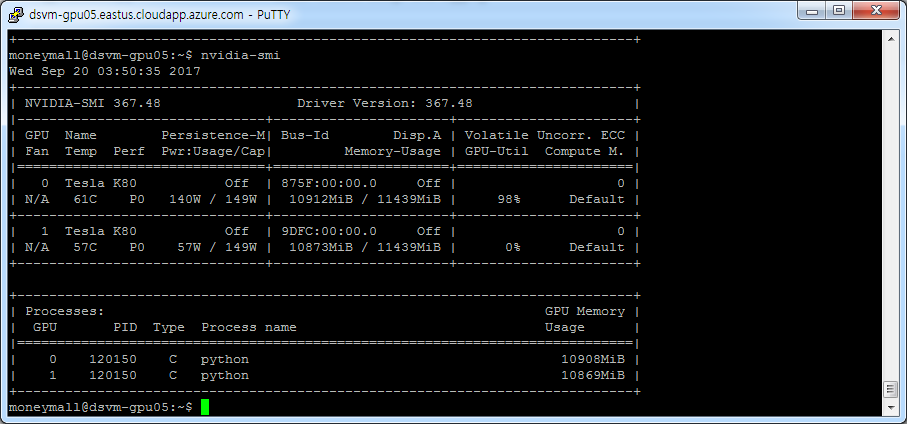 dsvm-gpu05.eastus.cloudapp.azure.com - PuTTY
+-----------------------------------------------------------------------------+
moneymall@dsvm-gpu05:~$ nvidia-smi
Wed Sep 20 03:50:35 2017
+-----------------------------------------------------------------------------+
| NVIDIA-SMI 367.48                 Driver Version: 367.48                    |
|-------------------------------+----------------------+----------------------+
| GPU  Name        Persistence-M| Bus-Id        Disp.A | Volatile Uncorr. ECC |
| Fan  Temp  Perf  Pwr:Usage/Cap|         Memory-Usage | GPU-Util  Compute M. |
|===============================+======================+======================|
|   0  Tesla K80           Off  | 875F:00:00.0     Off |                    0 |
| N/A   61C    P0   140W / 149W |  10912MiB / 11439MiB |     98%      Default |
+-------------------------------+----------------------+----------------------+
|   1  Tesla K80           Off  | 9DFC:00:00.0     Off |                    0 |
| N/A   57C    P0    57W / 149W |  10873MiB / 11439MiB |      0%      Default |
+-------------------------------+----------------------+----------------------+
+-----------------------------------------------------------------------------+
| Processes:                                                       GPU Memory |
|  GPU       PID  Type  Process name                               Usage      |
|=============================================================================|
|    0    120150    C   python                                       10908MiB |
|    1    120150    C   python                                       10869MiB |
+-----------------------------------------------------------------------------+
moneymall@dsvm-gpu05:~$